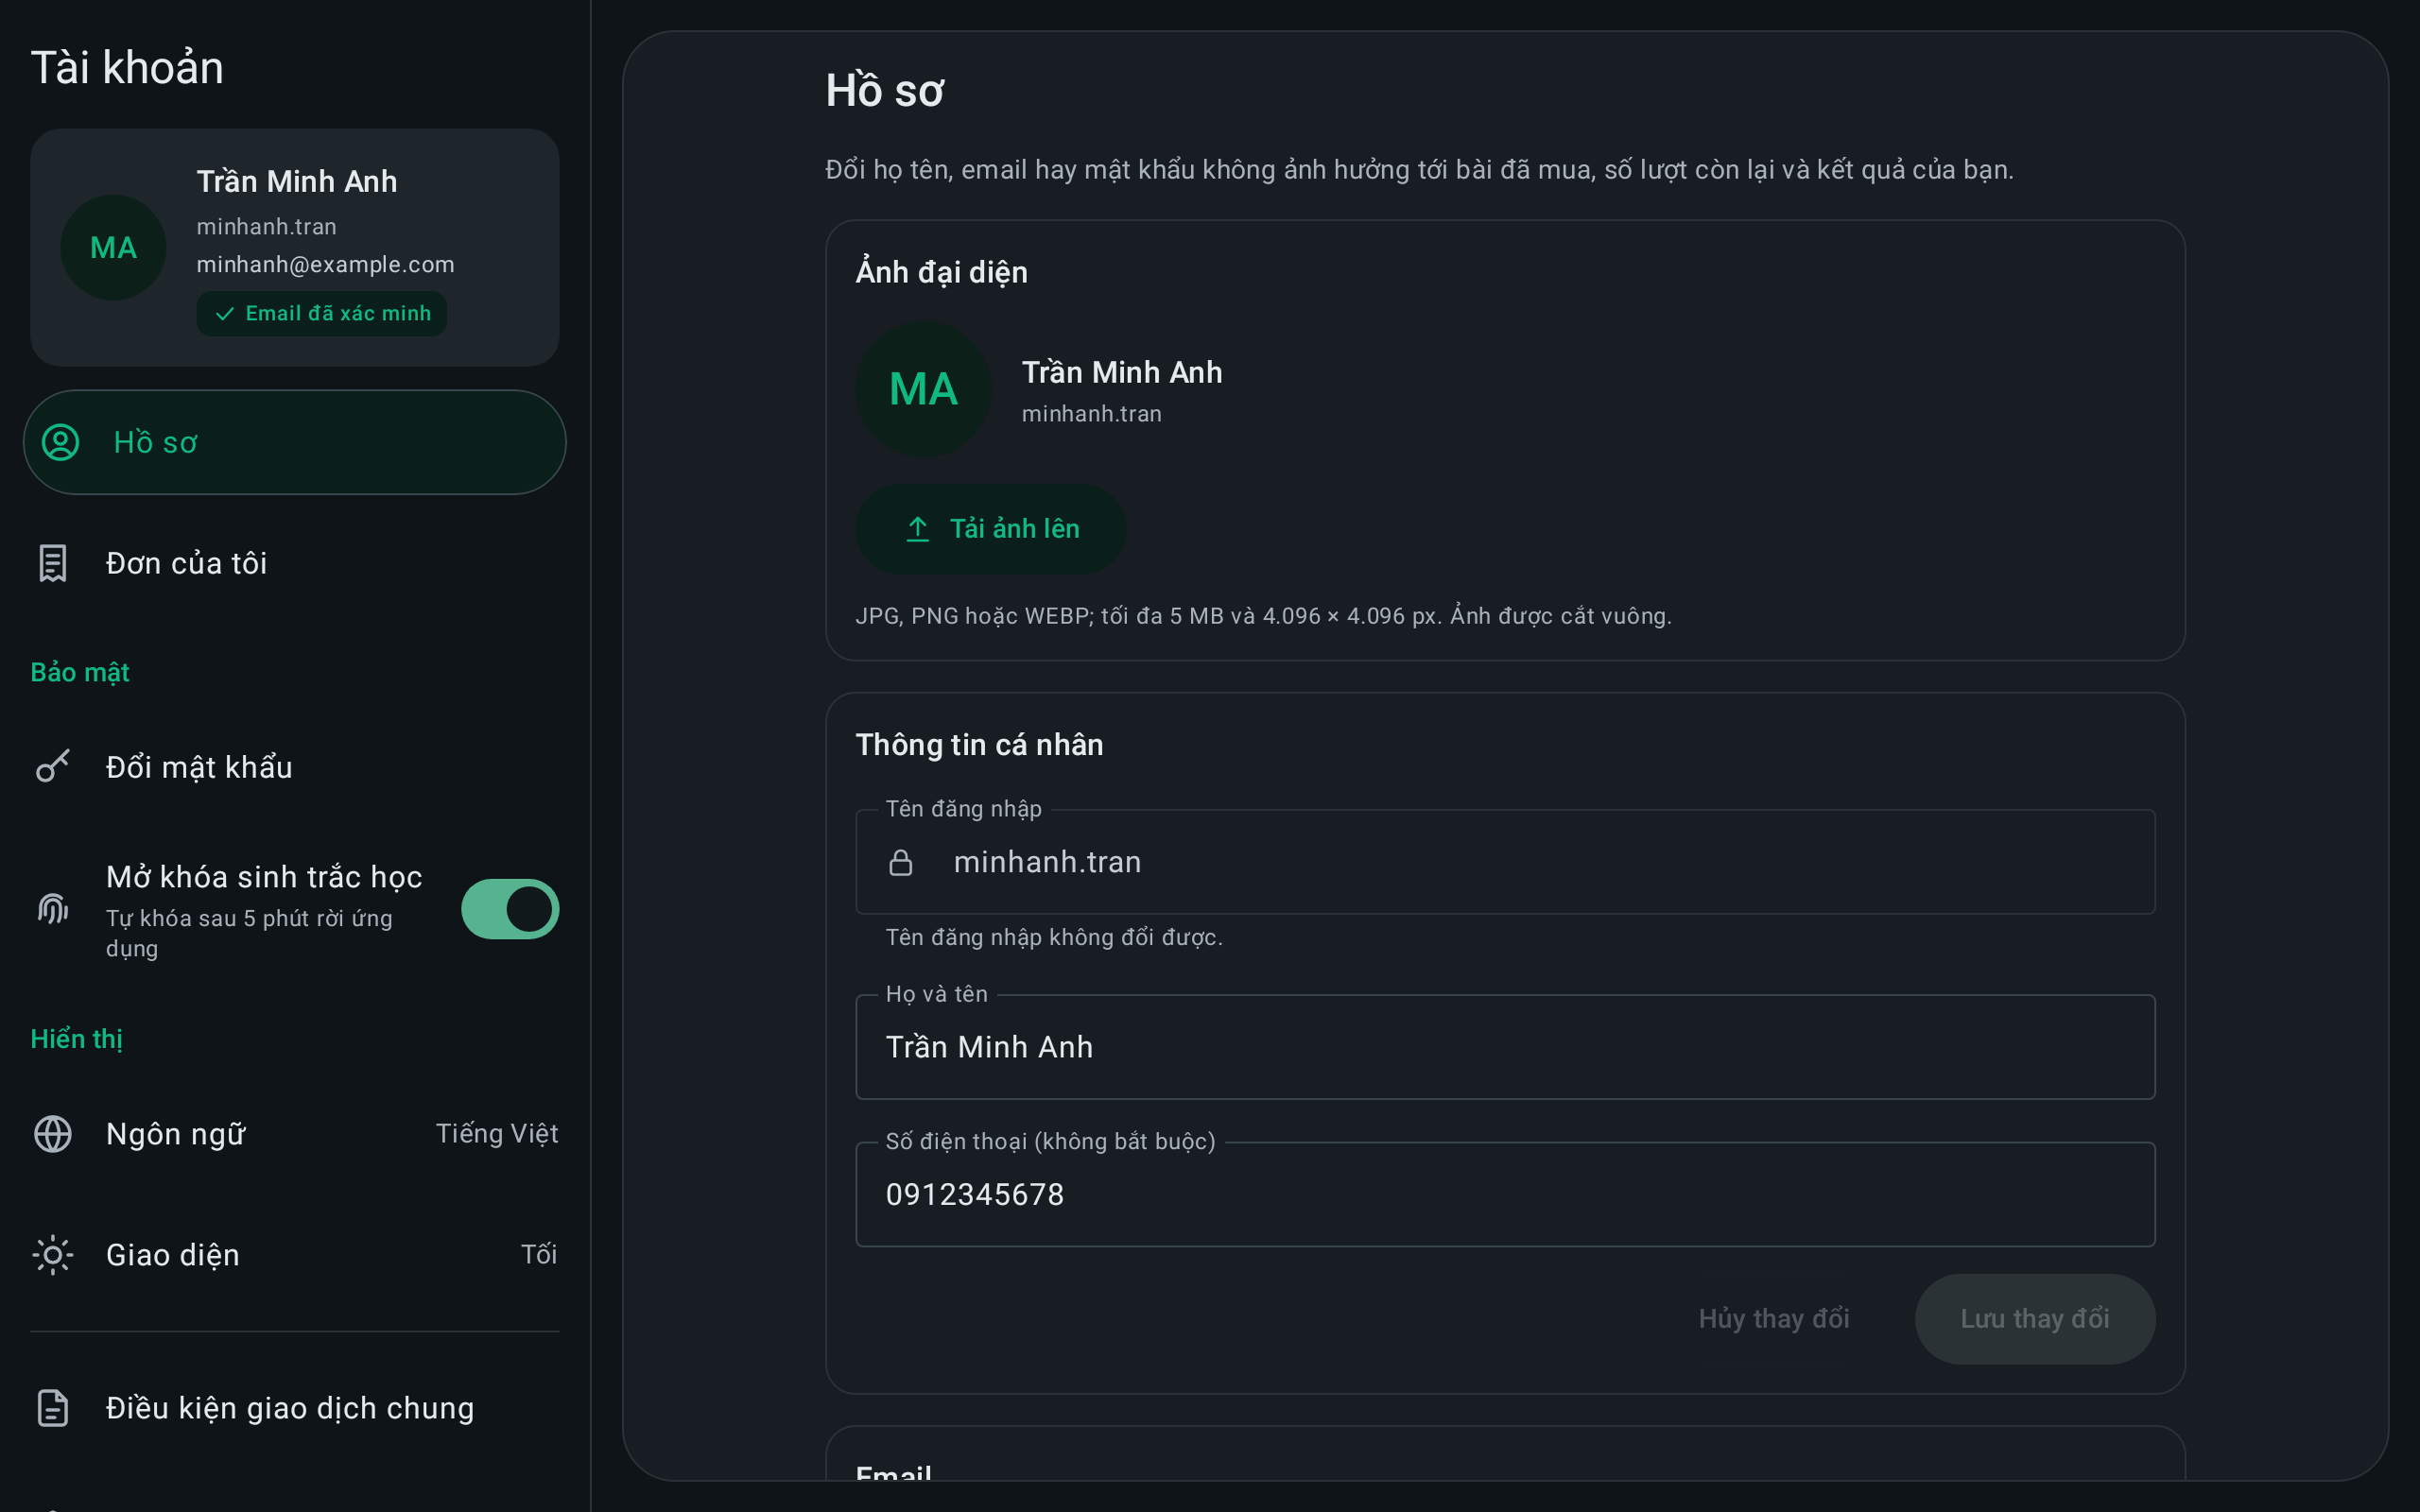 Tài khoản
MA
Trần Minh Anh
minhanh.tran
minhanh@example.com
Email đã xác minh
Hồ sơ
Đơn của tôi
Bảo mật
Đổi mật khẩu
Mở khóa sinh trắc học
Tự khóa sau 5 phút rời ứng
dụng
Hiển thị
Ngôn ngữ Tiếng Việt
Giao diện Tối
Điều kiện giao dịch chung
Hồ sơ
Đổi họ tên, email hay mật khẩu không ảnh hưởng tới bài đã mua, số lượt còn lại và kết quả của bạn.
Ảnh đại diện
MA
Trần Minh Anh
minhanh.tran
Tải ảnh lên
JPG, PNG hoặc WEBP; tối đa 5 MB và 4.096 × 4.096 px. Ảnh được cắt vuông.
Thông tin cá nhân
Tên đăng nhập
minhanh.tran
Tên đăng nhập không đổi được.
Họ và tên
Trần Minh Anh
Số điện thoại (không bắt buộc)
0912345678
Hủy thay đổi Lưu thay đổi
Email